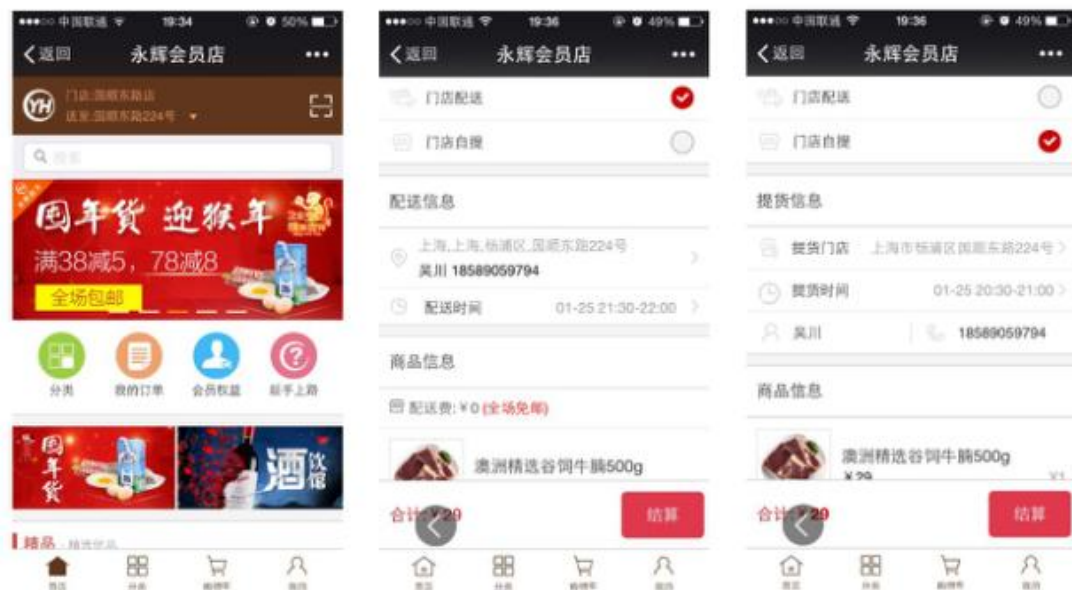 中国联通 19:34 50%
返回 永辉会员店
YH
门店:国顺东路店
送至:国顺东路224号
搜索
囤年货 迎猴年
满38减5，78减8
全场包邮
分类 我的订单 会员权益 新手上路
囤年货
酒饮馆
精品
首页 分类 购物车 我的
中国联通 19:36 49%
返回 永辉会员店
门店配送
门店自提
配送信息
上海,上海,杨浦区,国顺东路224号
吴川 18589059794
配送时间 01-25 21:30-22:00
商品信息
配送费:¥0(全场免邮)
澳洲精选谷饲牛腩500g
合计:¥29 结算
首页 分类 购物车 我的
中国联通 19:36 49%
返回 永辉会员店
门店配送
门店自提
提货信息
提货门店 上海市杨浦区国顺东路224号
提货时间 01-25 20:30-21:00
吴川 18589059794
商品信息
澳洲精选谷饲牛腩500g
¥29 ¥1
合计:¥29 结算
首页 分类 购物车 我的